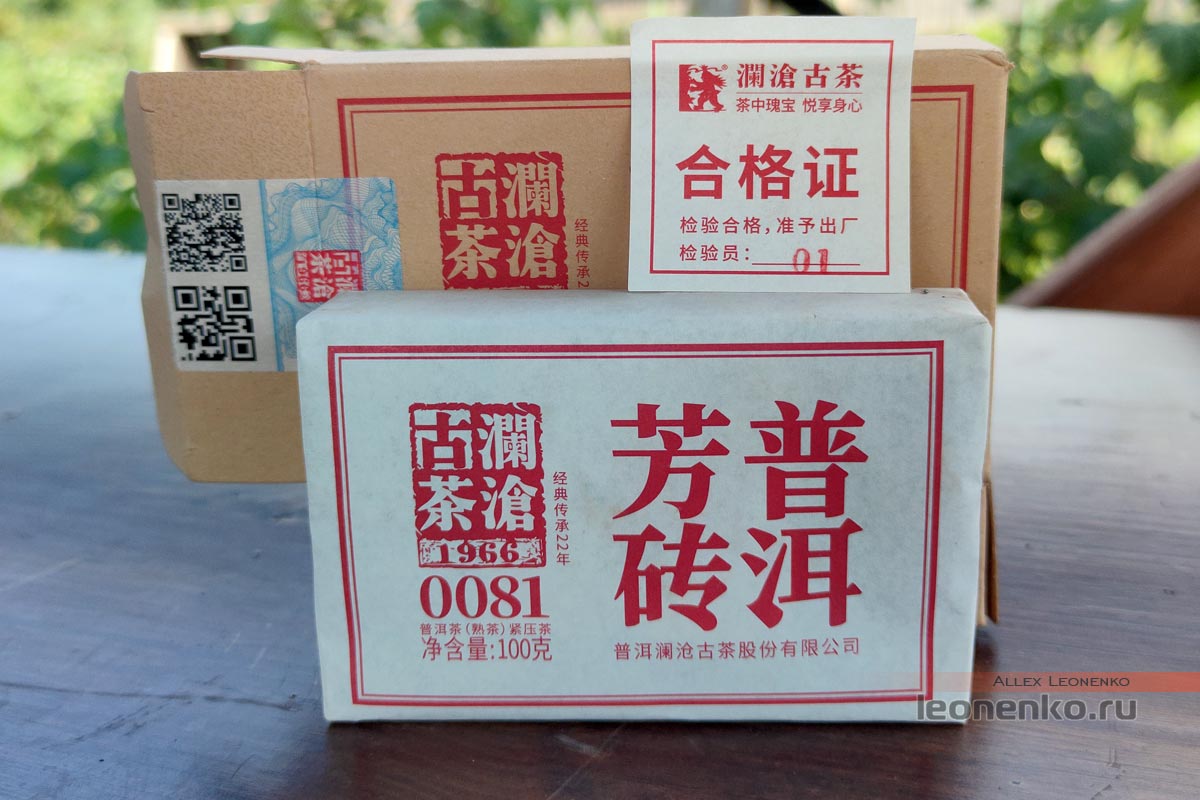 澜沧古茶
茶中瑰宝 悦享身心
合格证
检验合格,准予出厂
检验员: 01
古澜
茶沧
经典传承2
古澜
茶沧
1966
经典传承22年
0081
普洱茶(熟茶)紧压茶
净含量:100克
普洱
芳砖
普洱澜沧古茶股份有限公司
ALLEX LEONENKO
leonenko.ru